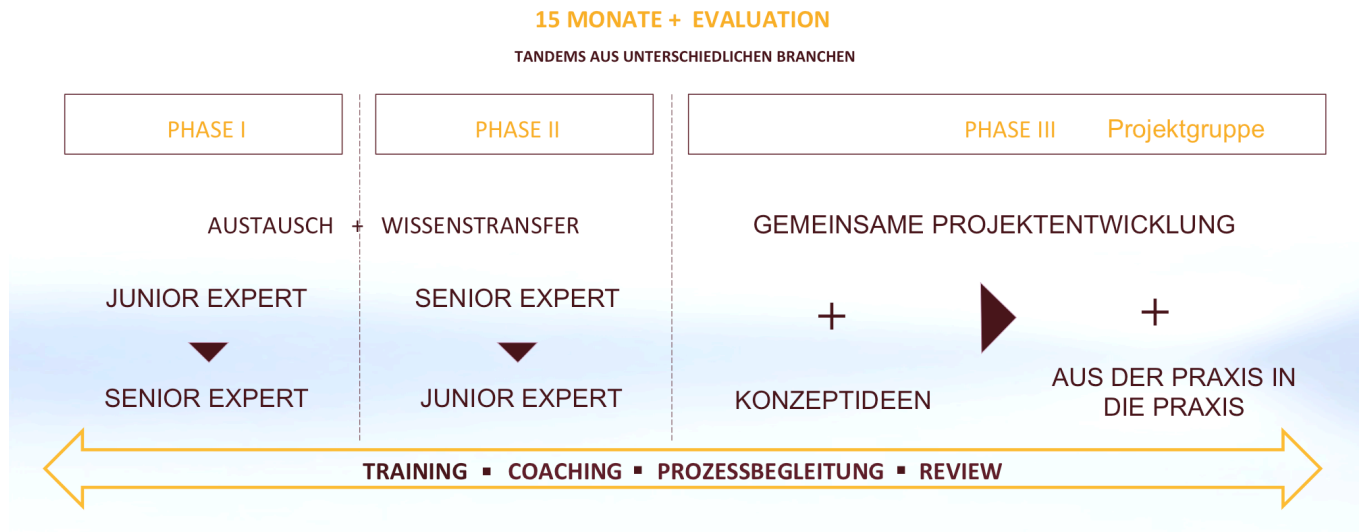 15 MONATE + EVALUATION
TANDEMS AUS UNTERSCHIEDLICHEN BRANCHEN
PHASE I
PHASE II
PHASE III Projektgruppe
AUSTAUSCH + WISSENSTRANSFER
GEMEINSAME PROJEKTENTWICKLUNG
JUNIOR EXPERT
SENIOR EXPERT
SENIOR EXPERT
JUNIOR EXPERT
+
KONZEPTIDEEN
+
AUS DER PRAXIS IN
DIE PRAXIS
TRAINING ▪ COACHING ▪ PROZESSBEGLEITUNG ▪ REVIEW